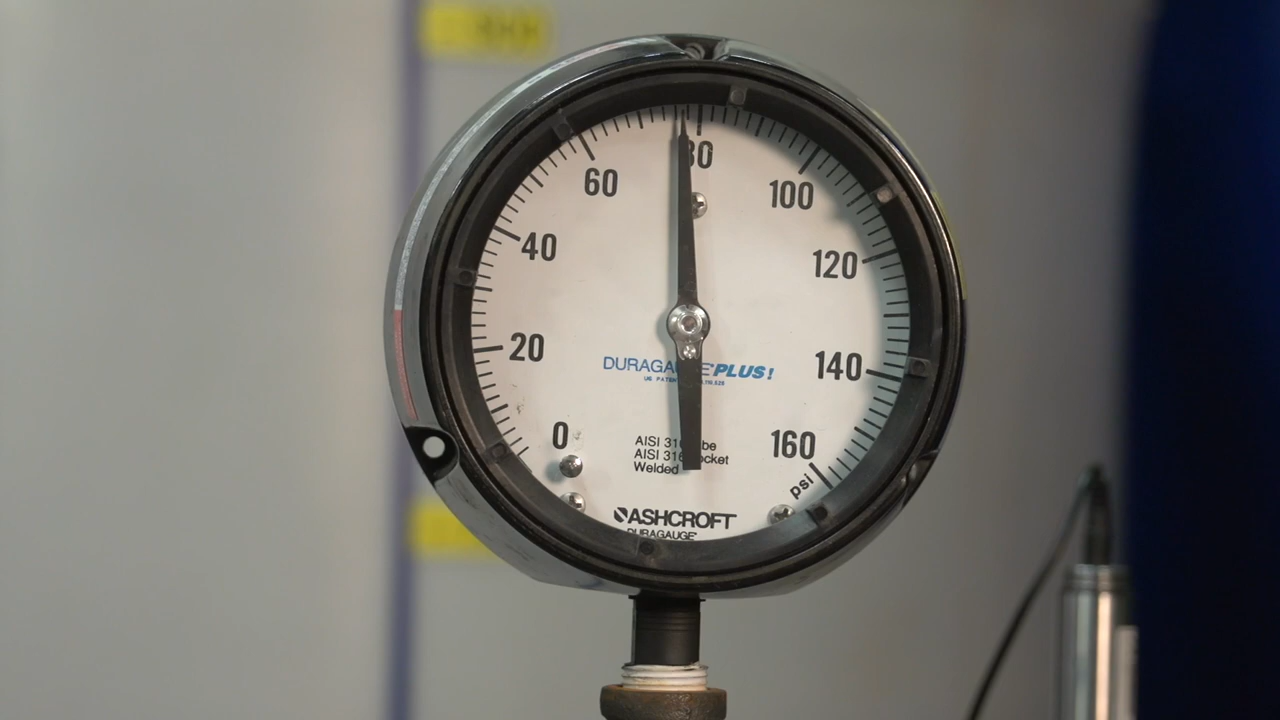 80
60
100
40
120
20
140
DURAGAUGE PLUS!
0
160
AISI 316
AISI 316 Socket
Welded
psi
ASHCROFT
DURAGAUGE